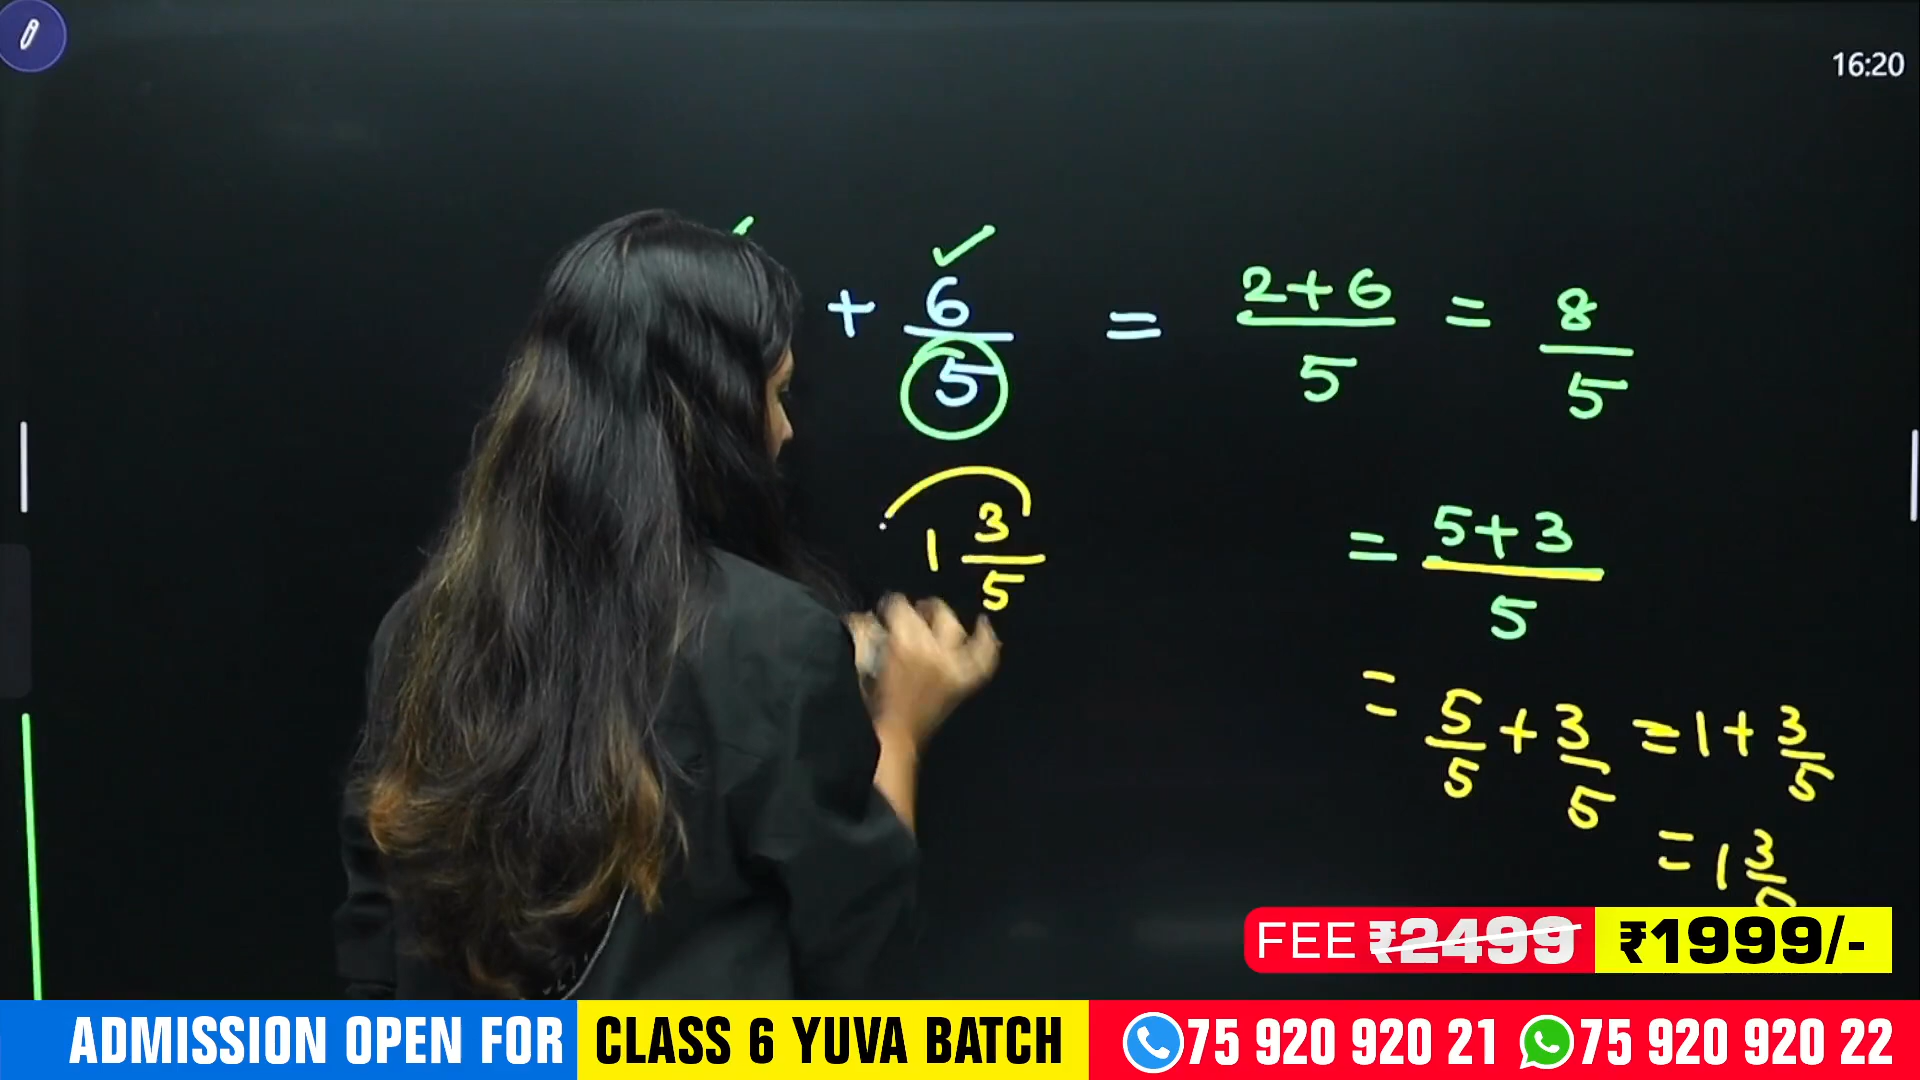 16:20
+ 6/5 = (2+6)/5 = 8/5
1 3/5
= (5+3)/5
= 5/5 + 3/5 = 1 + 3/5
= 1 3/
FEE ₹2499 ₹1999/-
ADMISSION OPEN FOR CLASS 6 YUVA BATCH 75 920 920 21 75 920 920 22